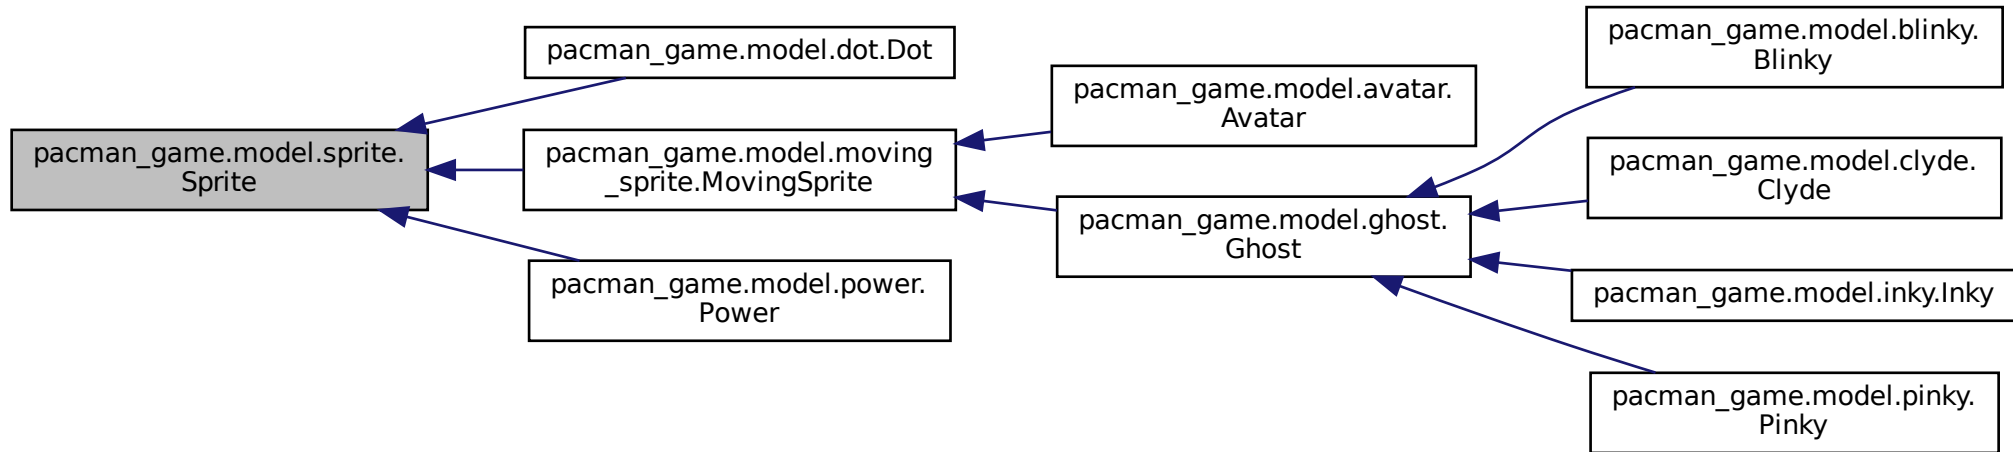 pacman_game.model.sprite.
Sprite
pacman_game.model.dot.Dot
pacman_game.model.moving
_sprite.MovingSprite
pacman_game.model.power.
Power
pacman_game.model.avatar.
Avatar
pacman_game.model.ghost.
Ghost
pacman_game.model.blinky.
Blinky
pacman_game.model.clyde.
Clyde
pacman_game.model.inky.Inky
pacman_game.model.pinky.
Pinky